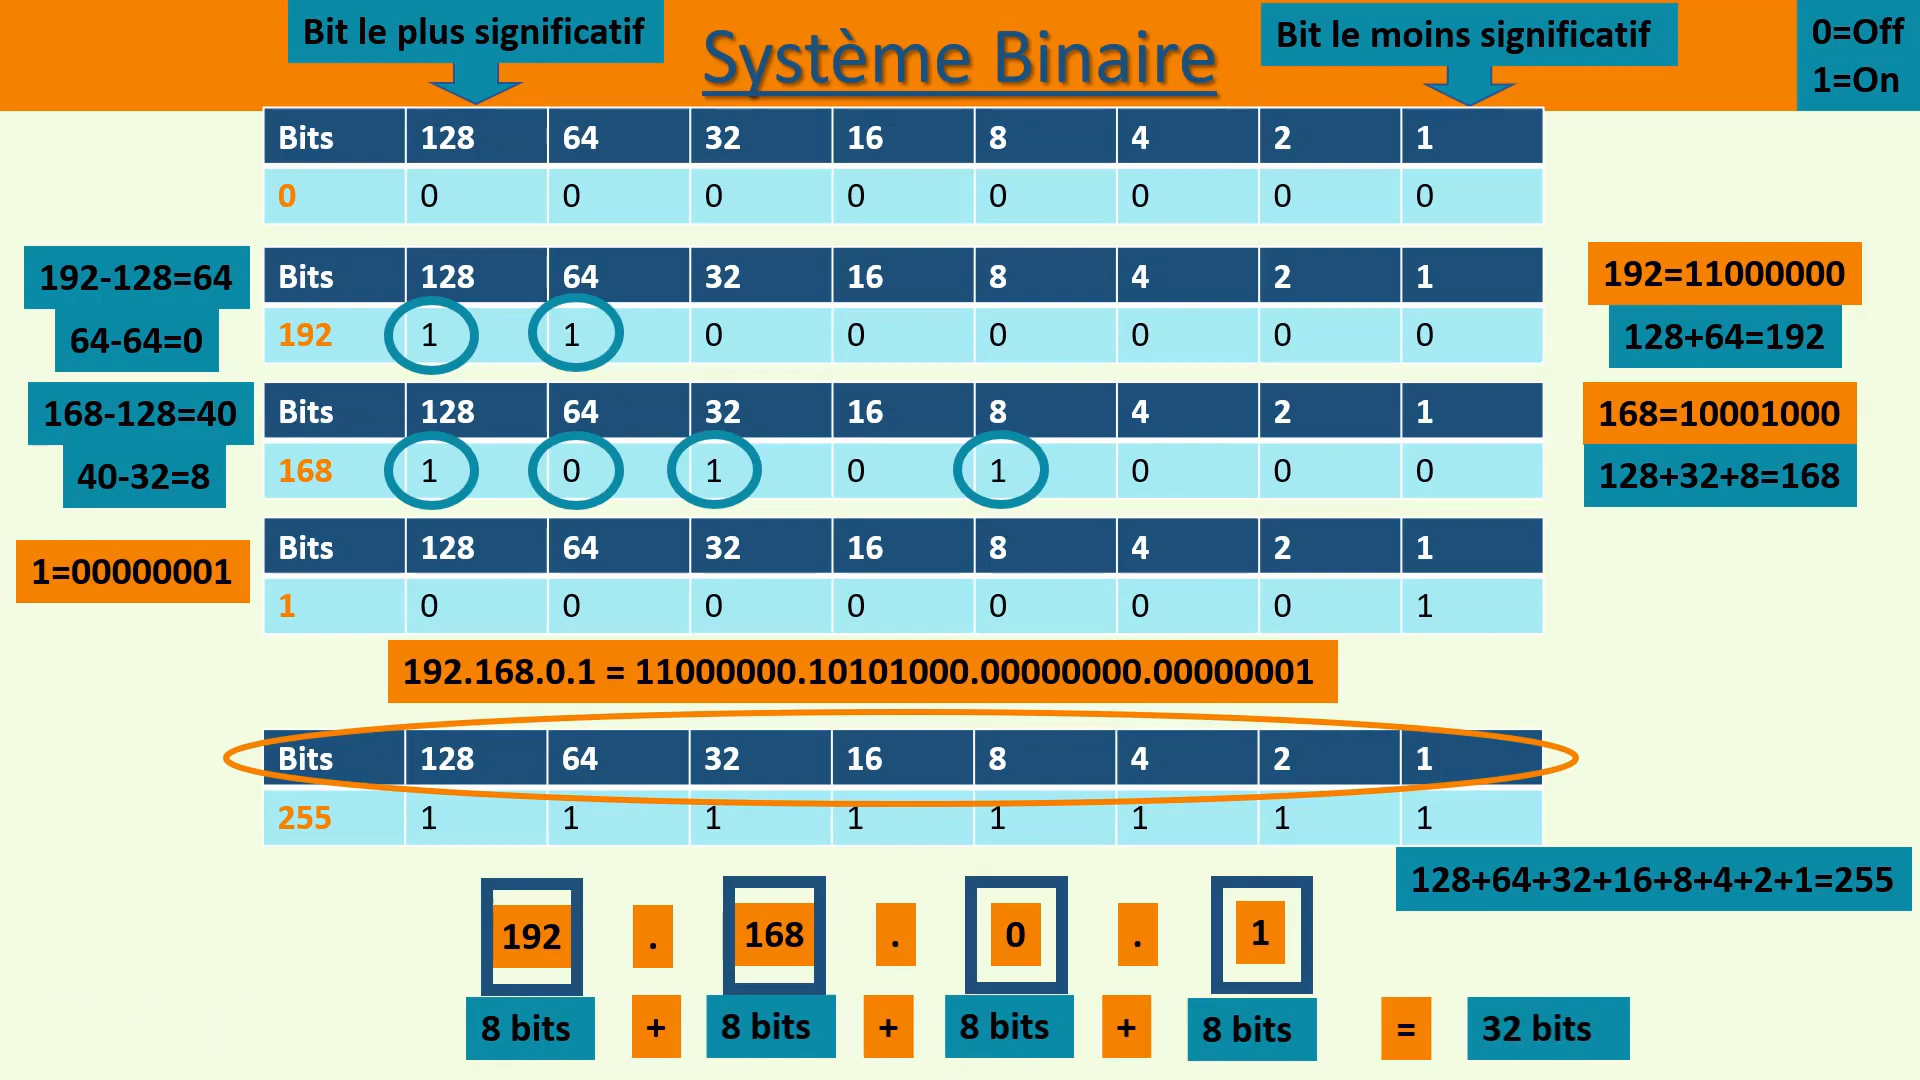 Bit le plus significatif
Système Binaire
Bit le moins significatif
0=Off
1=On
Bits 128 64 32 16 8 4 2 1
0 0 0 0 0 0 0 0 0
192-128=64
64-64=0
Bits 128 64 32 16 8 4 2 1
192 1 1 0 0 0 0 0 0
192=11000000
128+64=192
168-128=40
40-32=8
Bits 128 64 32 16 8 4 2 1
168 1 0 1 0 1 0 0 0
168=10001000
128+32+8=168
1=00000001
Bits 128 64 32 16 8 4 2 1
1 0 0 0 0 0 0 0 1
192.168.0.1 = 11000000.10101000.00000000.00000001
Bits 128 64 32 16 8 4 2 1
255 1 1 1 1 1 1 1 1
128+64+32+16+8+4+2+1=255
192 . 168 . 0 . 1
8 bits + 8 bits + 8 bits + 8 bits = 32 bits